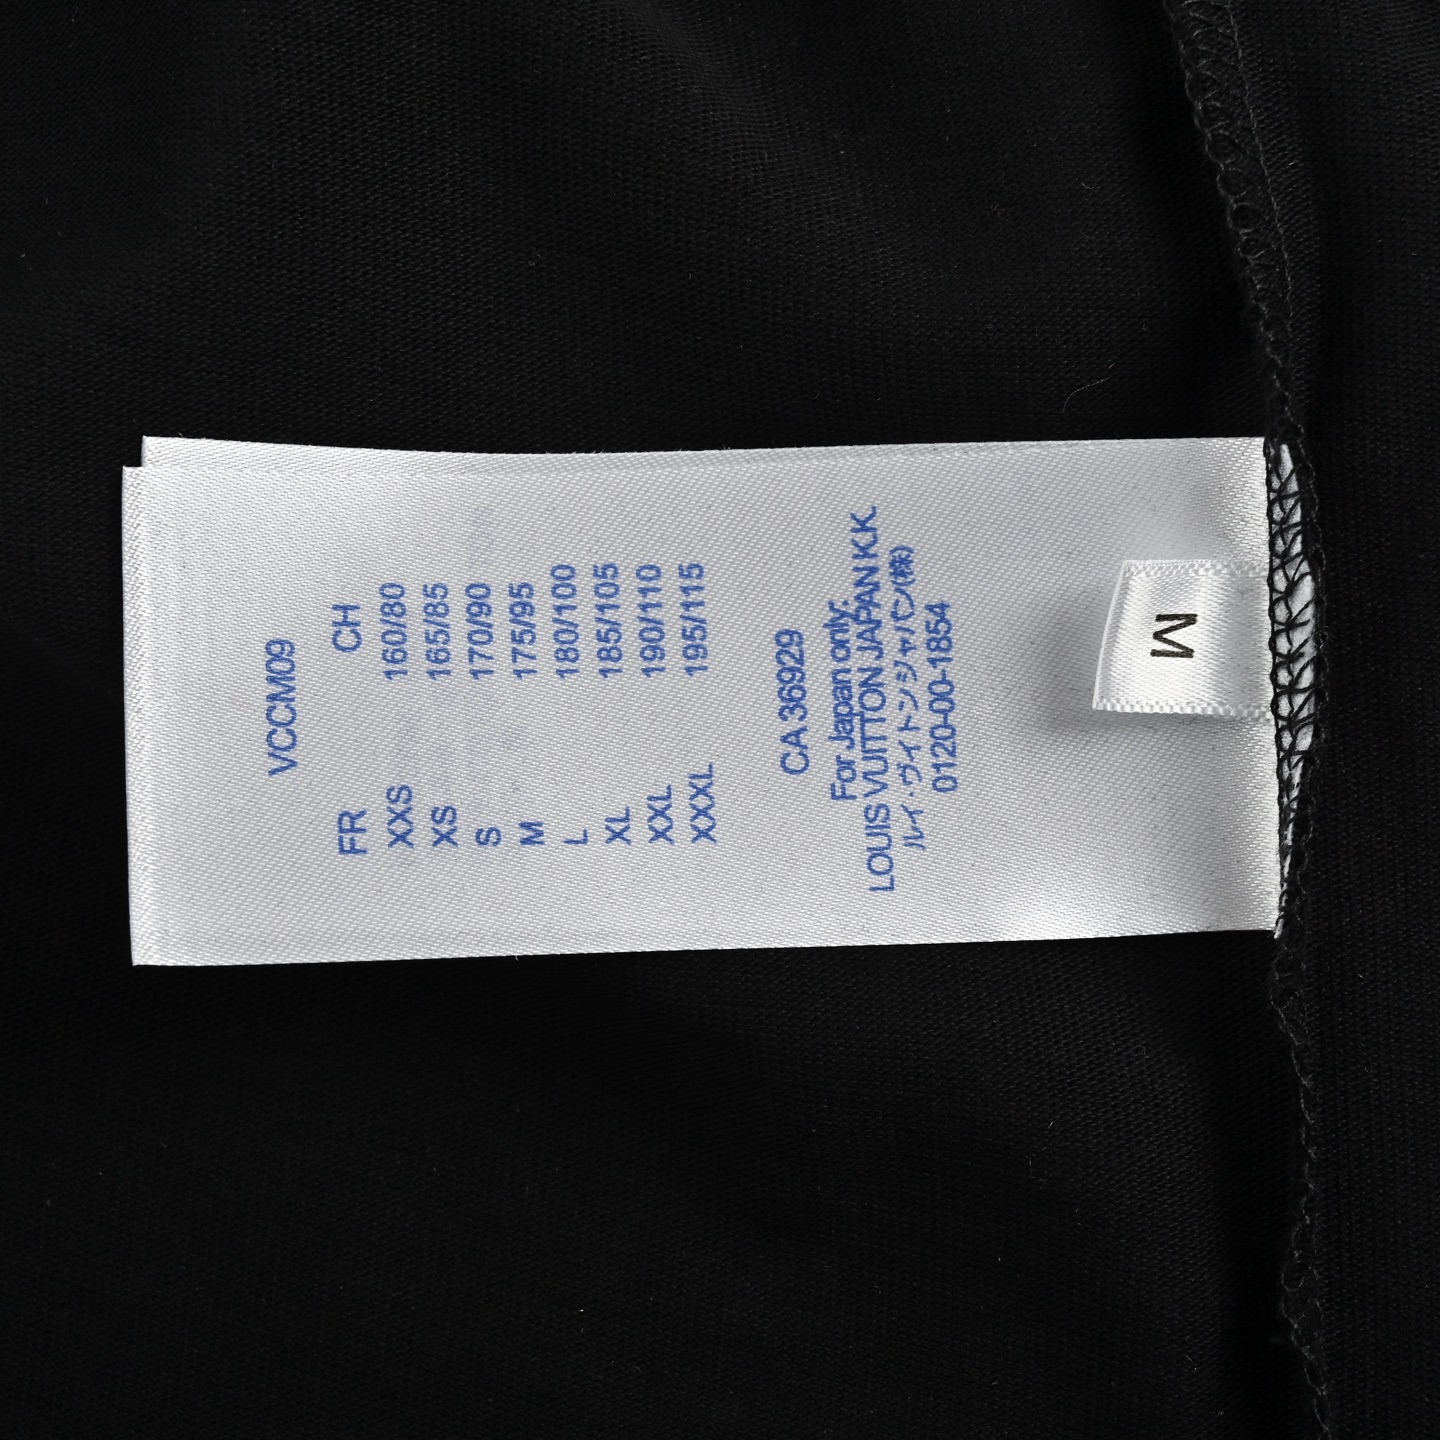 VCCM09
FR CH
XXS 160/80
XS 165/85
S 170/90
M 175/95
L 180/100
XL 185/105
XXL 190/110
XXXL 195/115
CA 36929
For Japan only:
LOUIS VUITTON JAPAN K.K.
ルイ・ヴィトンジャパン(株)
0120-00-1854
M